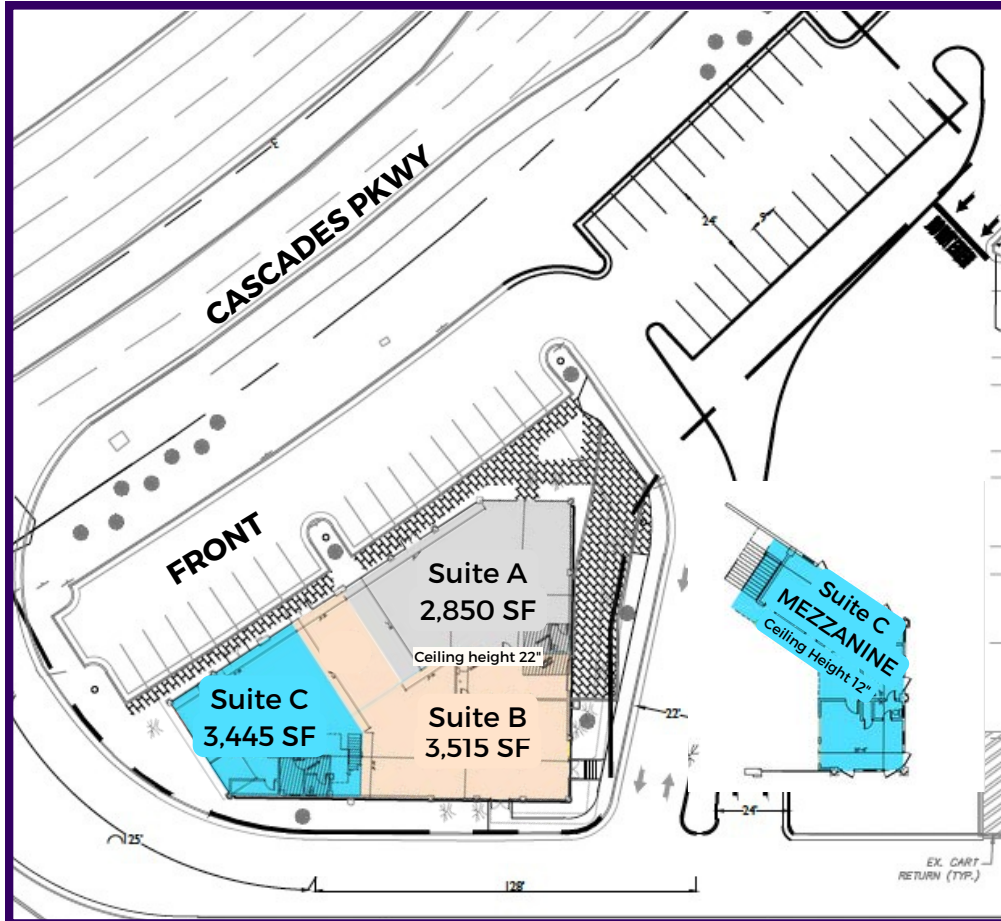 CASCADES PKWY
24'
9'
FRONT
Suite A
2,850 SF
Ceiling height 22"
Suite C
3,445 SF
Suite B
3,515 SF
Suite C
MEZZANINE
Ceiling Height 12"
22'
24'
25'
128'
EX. CART
RETURN (TYP.)